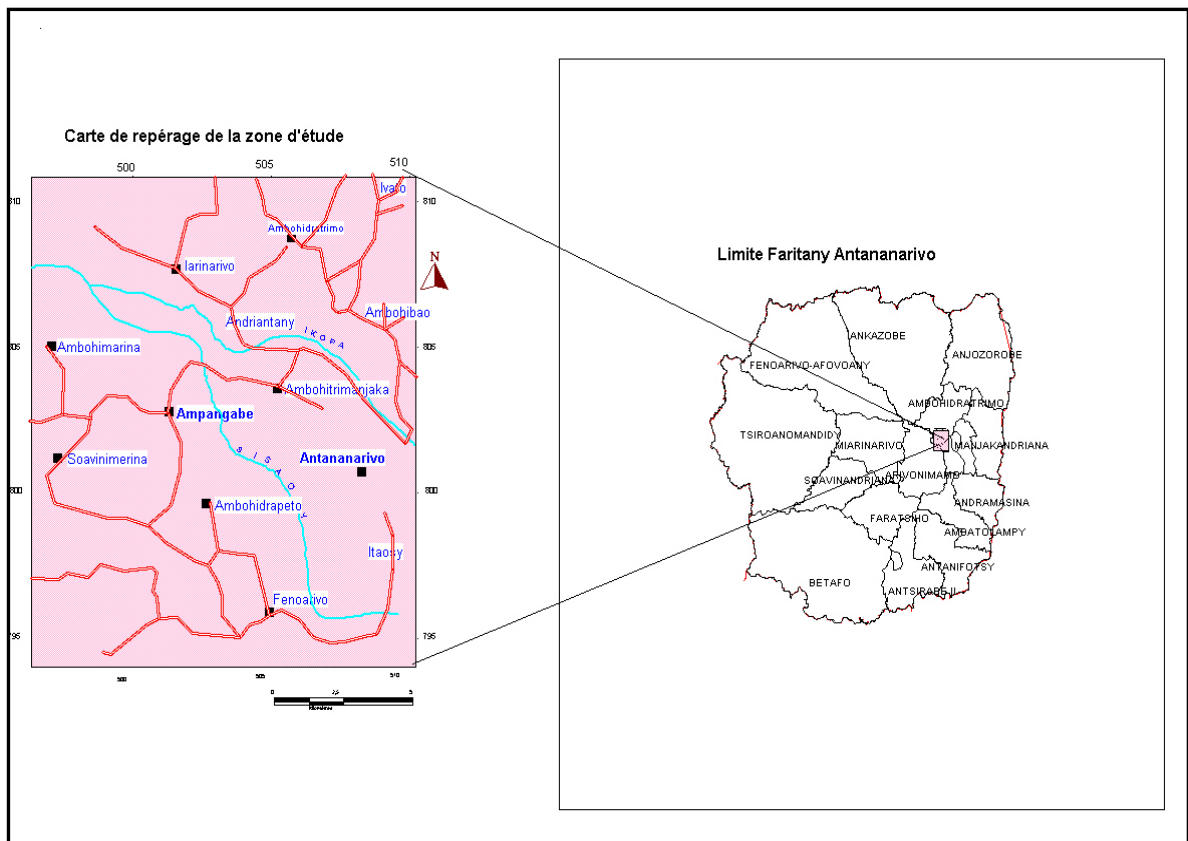 Carte de repérage de la zone d'étude
500 505 510
810 810
Ivato
Ambohidratrimo
N
Iarinarivo
Ambohibao
Andriantany
IKOPA
805 805
Ambohimarina
Ambohitrimanjaka
Ampangabe
SISAOY
Soavinimerina
Antananarivo
800 800
Ambohidrapeto
Itaosy
Fenoarivo
795 795
500 505 510
0 2,5 5
Kilomètres
Limite Faritany Antananarivo
ANKAZOBE
ANJOZOROBE
FENOARIVO-AFOVOANY
AMBOHIDRATRIMO
TSIROANOMANDIDY
MIARINARIVO
MANJAKANDRIANA
SOAVINANDRIANA
ARIVONIMAMO
ANDRAMASINA
FARATSIHO
AMBATOLAMPY
ANTANIFOTSY
BETAFO
ANTSIRABE II